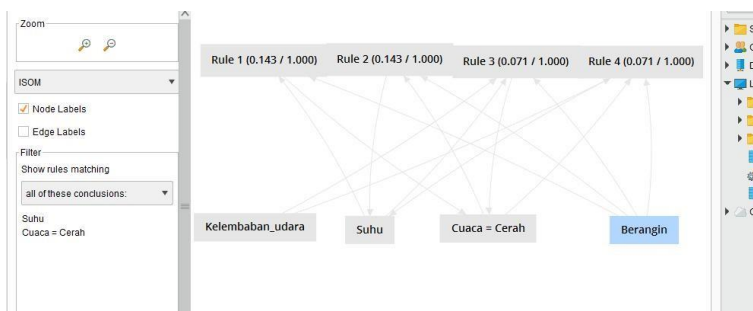 Zoom
ISOM
Node Labels
Edge Labels
Filter
Show rules matching
all of these conclusions:
Suhu
Cuaca = Cerah
Rule 1 (0.143 / 1.000)
Rule 2 (0.143 / 1.000)
Rule 3 (0.071 / 1.000)
Rule 4 (0.071 / 1.000)
Kelembaban_udara
Suhu
Cuaca = Cerah
Berangin